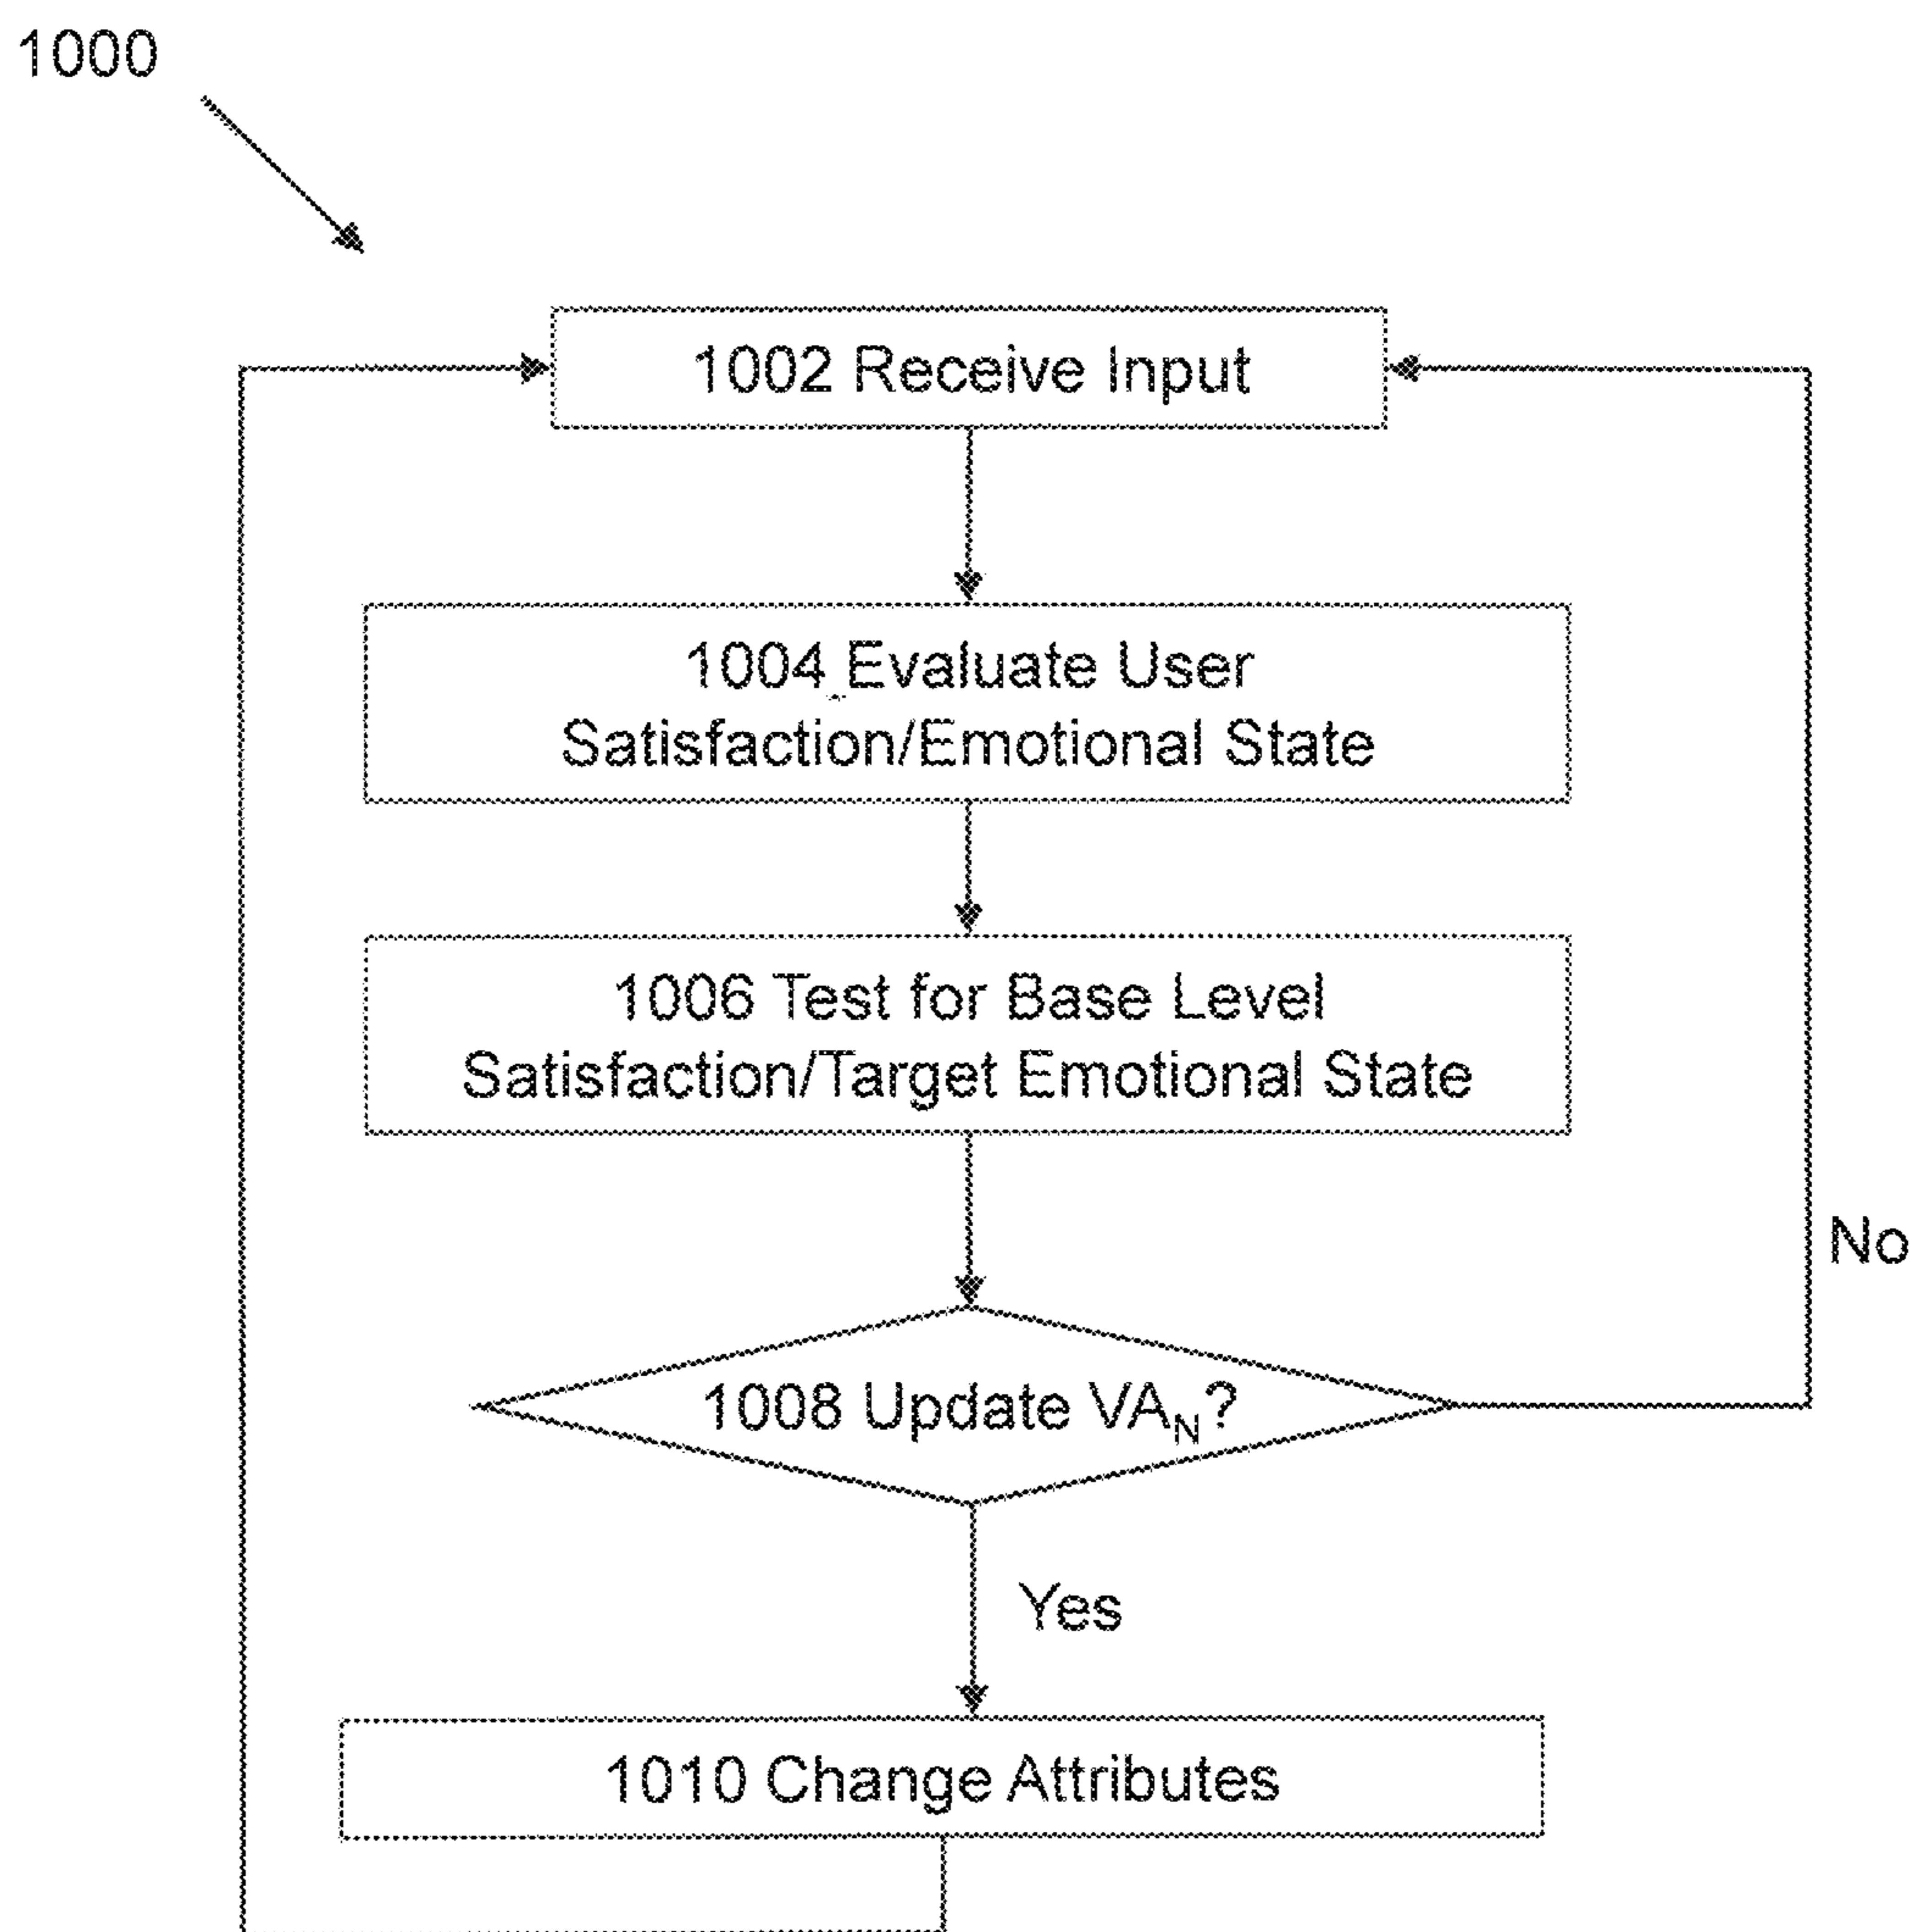 1000
1002 Receive Input
1004 Evaluate User
Satisfaction/Emotional State
1006 Test for Base Level
Satisfaction/Target Emotional State
No
1008 Update VA_N?
Yes
1010 Change Attributes